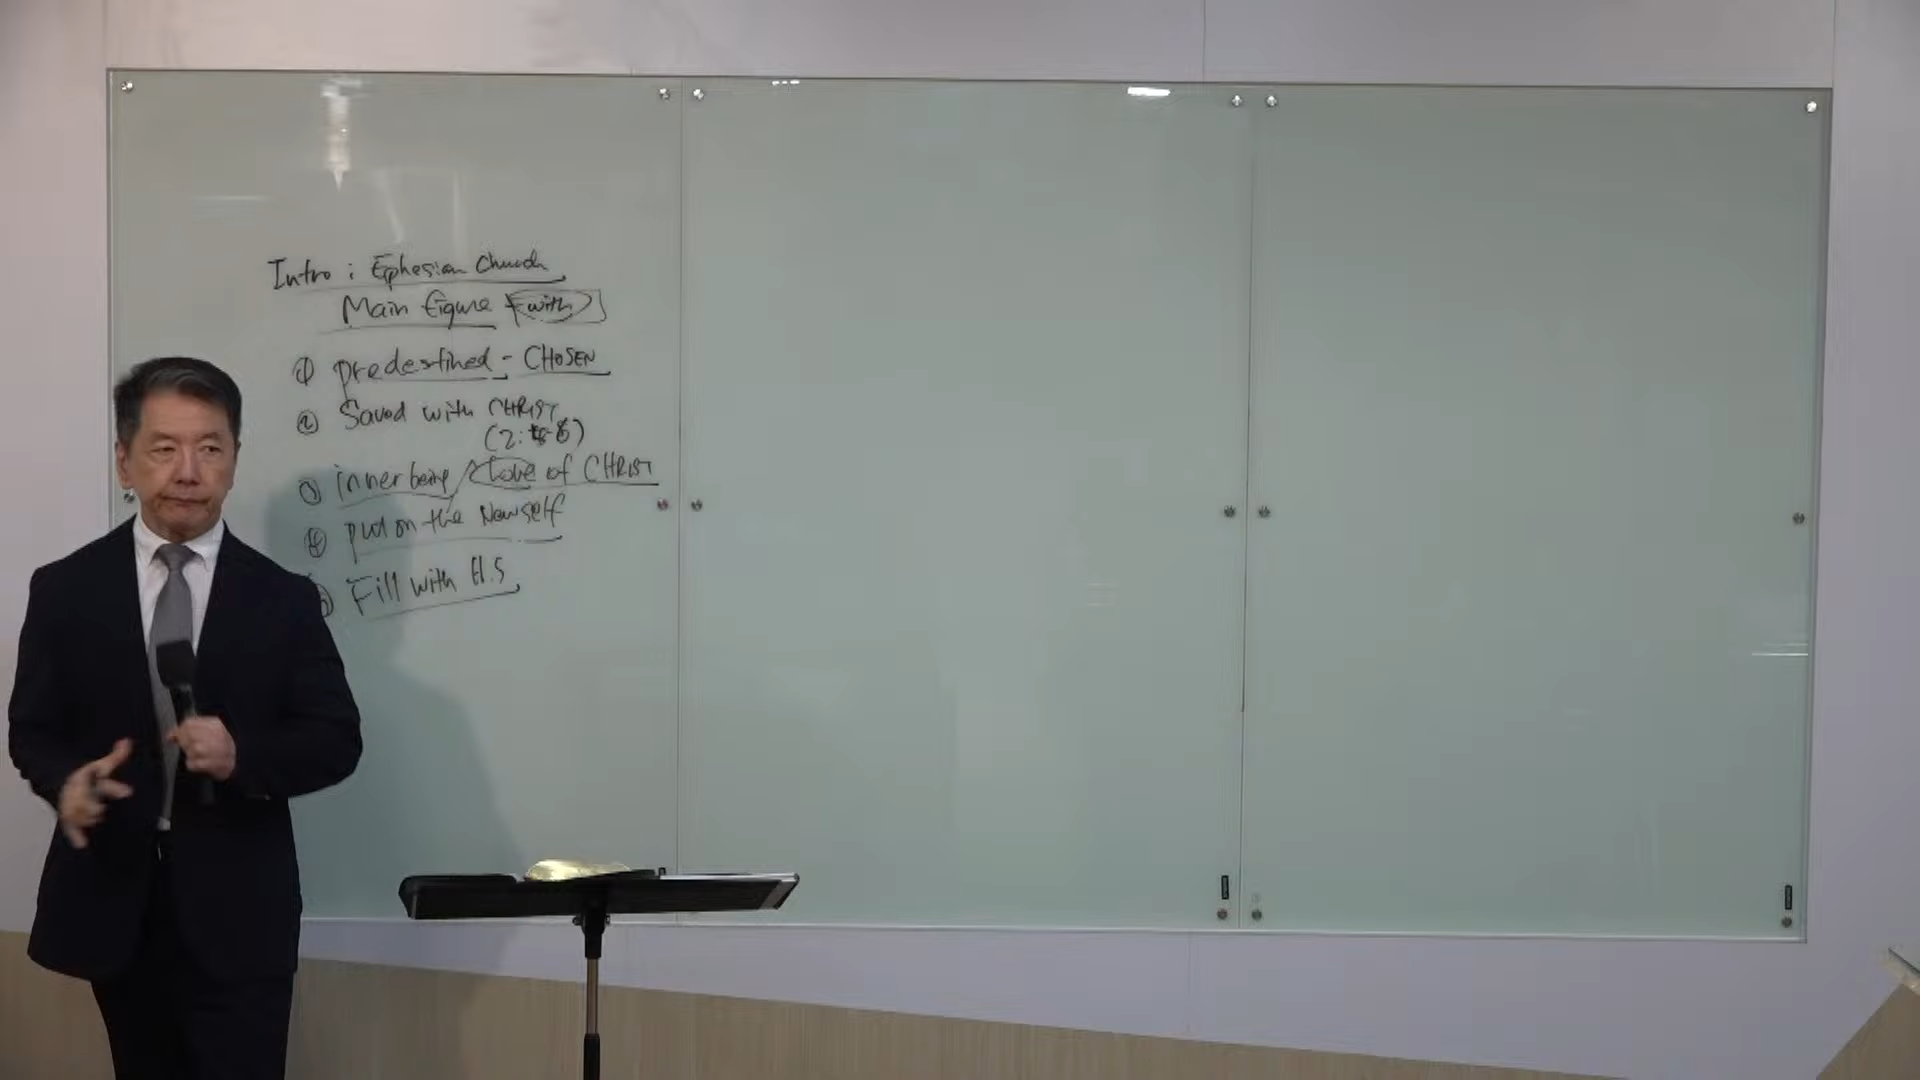 Intro : Ephesian Church
Main figure (with)
① predestined - CHOSEN
② Saved with CHRIST
(2: 8)
③ inner being / Love of CHRIST
④ put on the New self
Fill with H.S